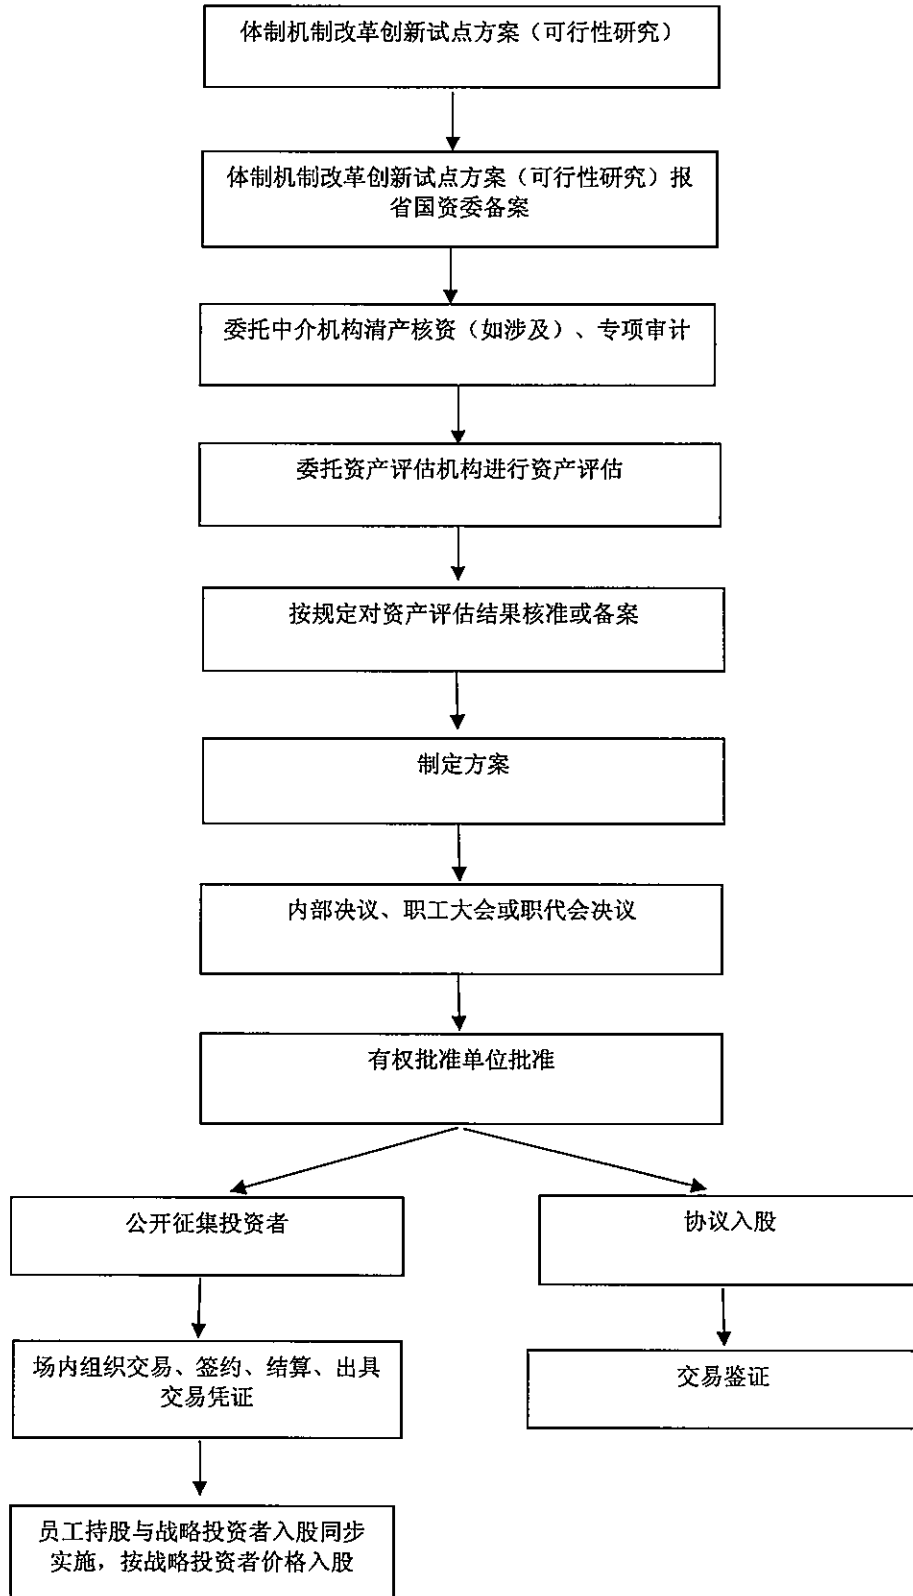 体制机制改革创新试点方案（可行性研究）
体制机制改革创新试点方案（可行性研究）报
省国资委备案
委托中介机构清产核资（如涉及）、专项审计
委托资产评估机构进行资产评估
按规定对资产评估结果核准或备案
制定方案
内部决议、职工大会或职代会决议
有权批准单位批准
公开征集投资者
协议入股
场内组织交易、签约、结算、出具
交易凭证
交易鉴证
员工持股与战略投资者入股同步
实施，按战略投资者价格入股